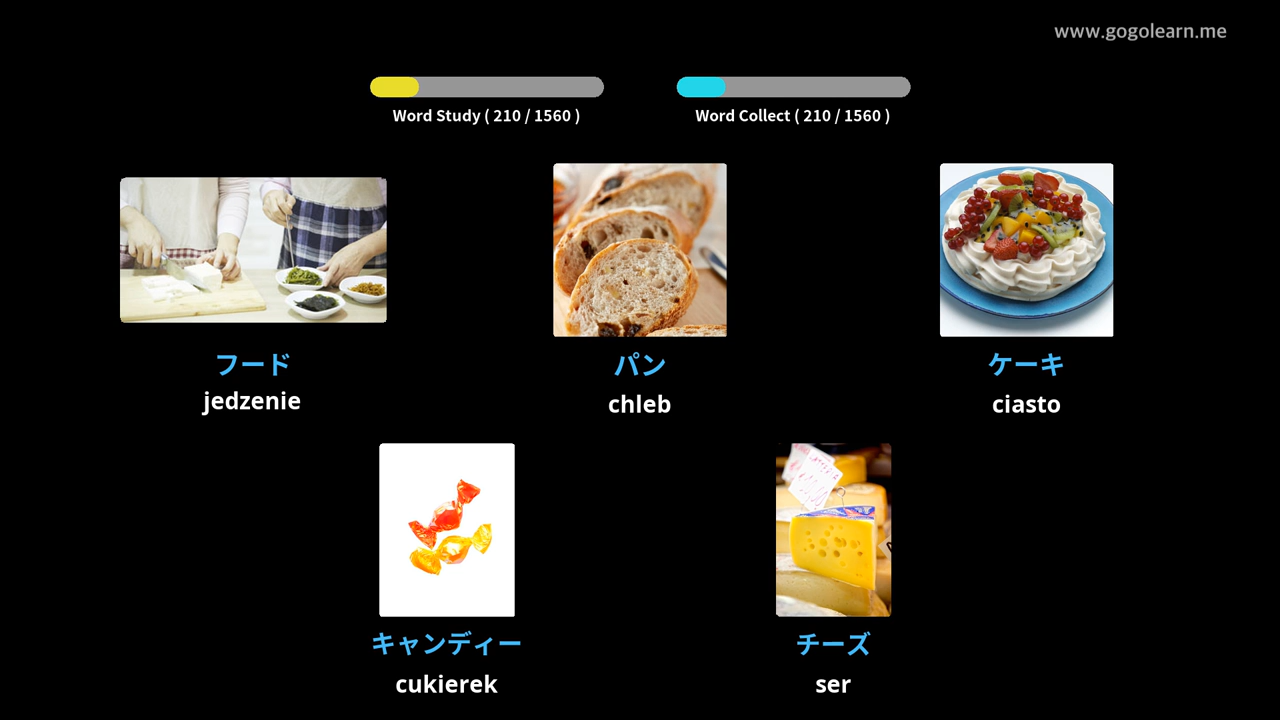 www.gogolearn.me
Word Study ( 210 / 1560 )
Word Collect ( 210 / 1560 )
フード
jedzenie
パン
chleb
ケーキ
ciasto
キャンディー
cukierek
チーズ
ser